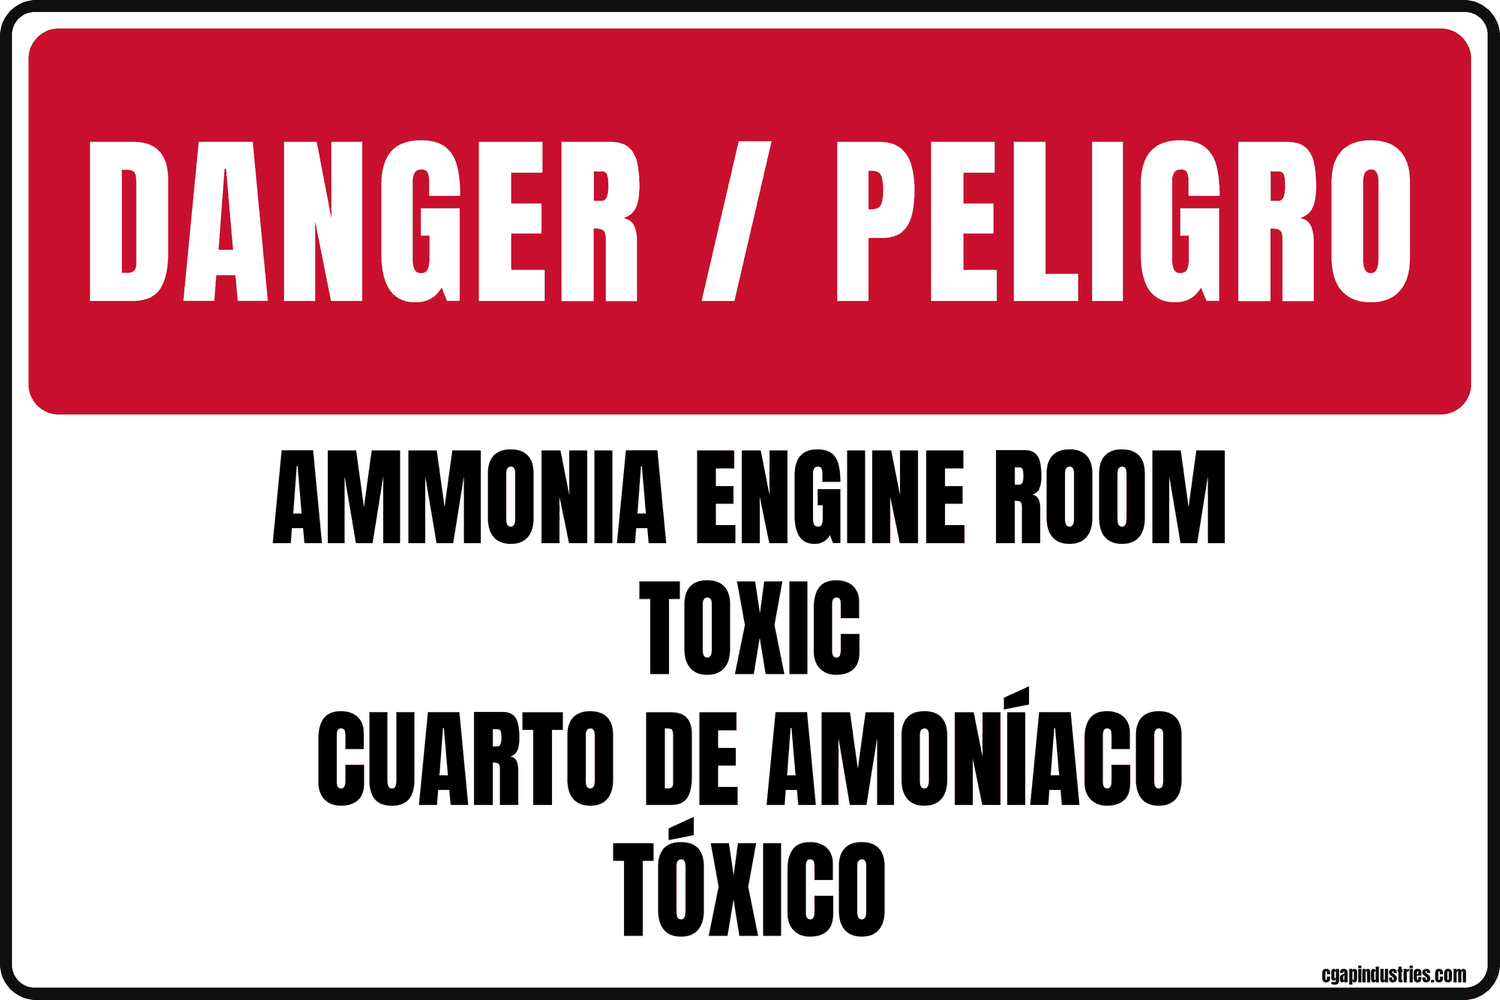 DANGER / PELIGRO
AMMONIA ENGINE ROOM
TOXIC
CUARTO DE AMONÍACO
TÓXICO
cgapindustries.com